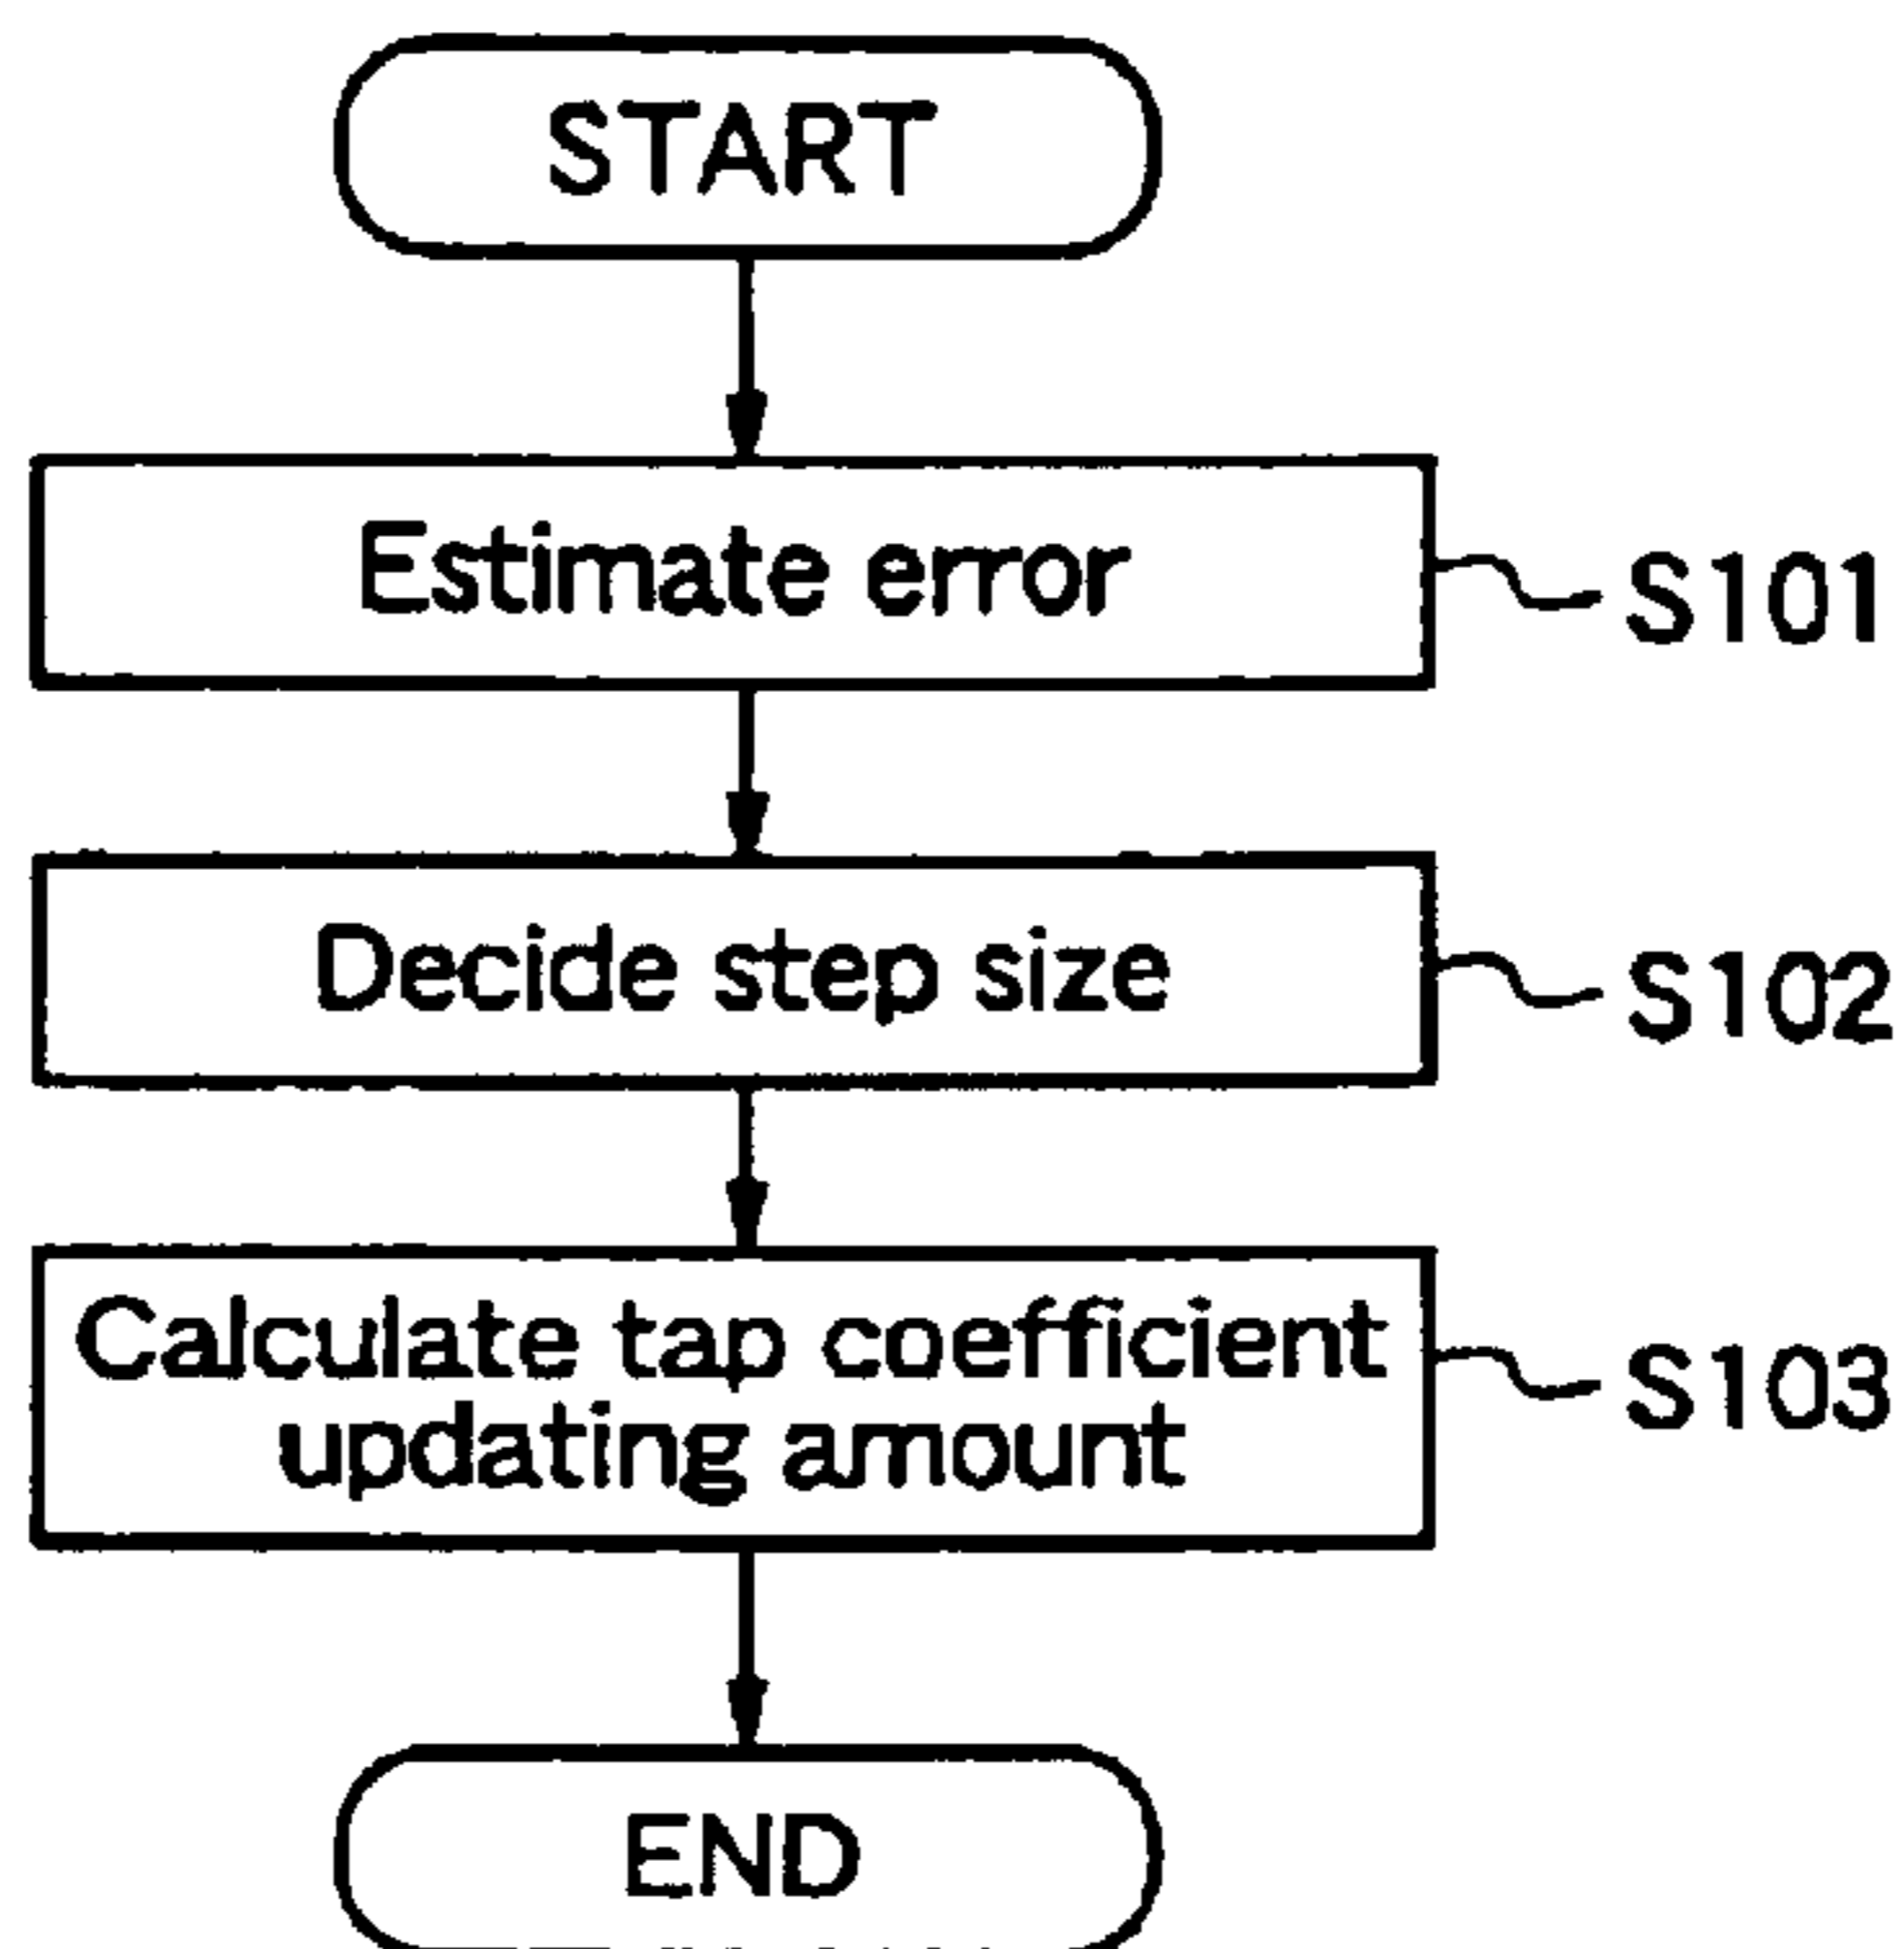 START
Estimate error
S101
Decide step size
S102
Calculate tap coefficient
updating amount
S103
END